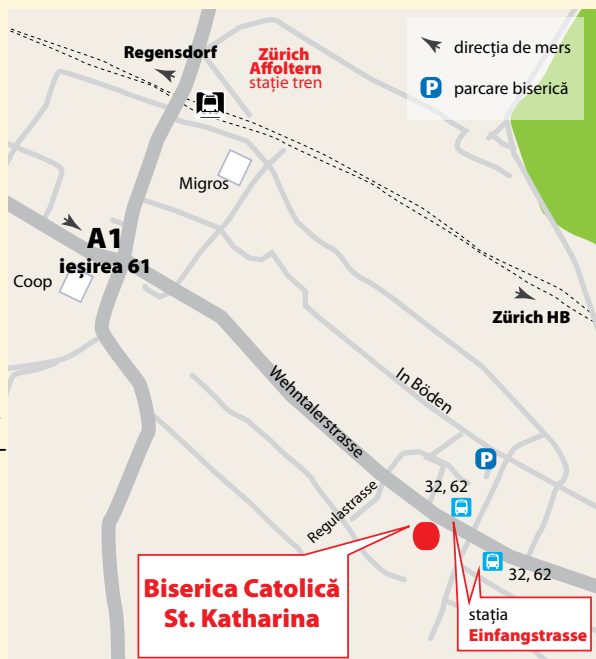 Regensdorf
Zürich
Affoltern
stație tren
direcția de mers
P
parcare biserică
Migros
A1
ieșirea 61
Coop
Zürich HB
In Böden
Wehntalerstrasse
P
32, 62
Regulastrasse
32, 62
Biserica Catolică
St. Katharina
stația
Einfangstrasse